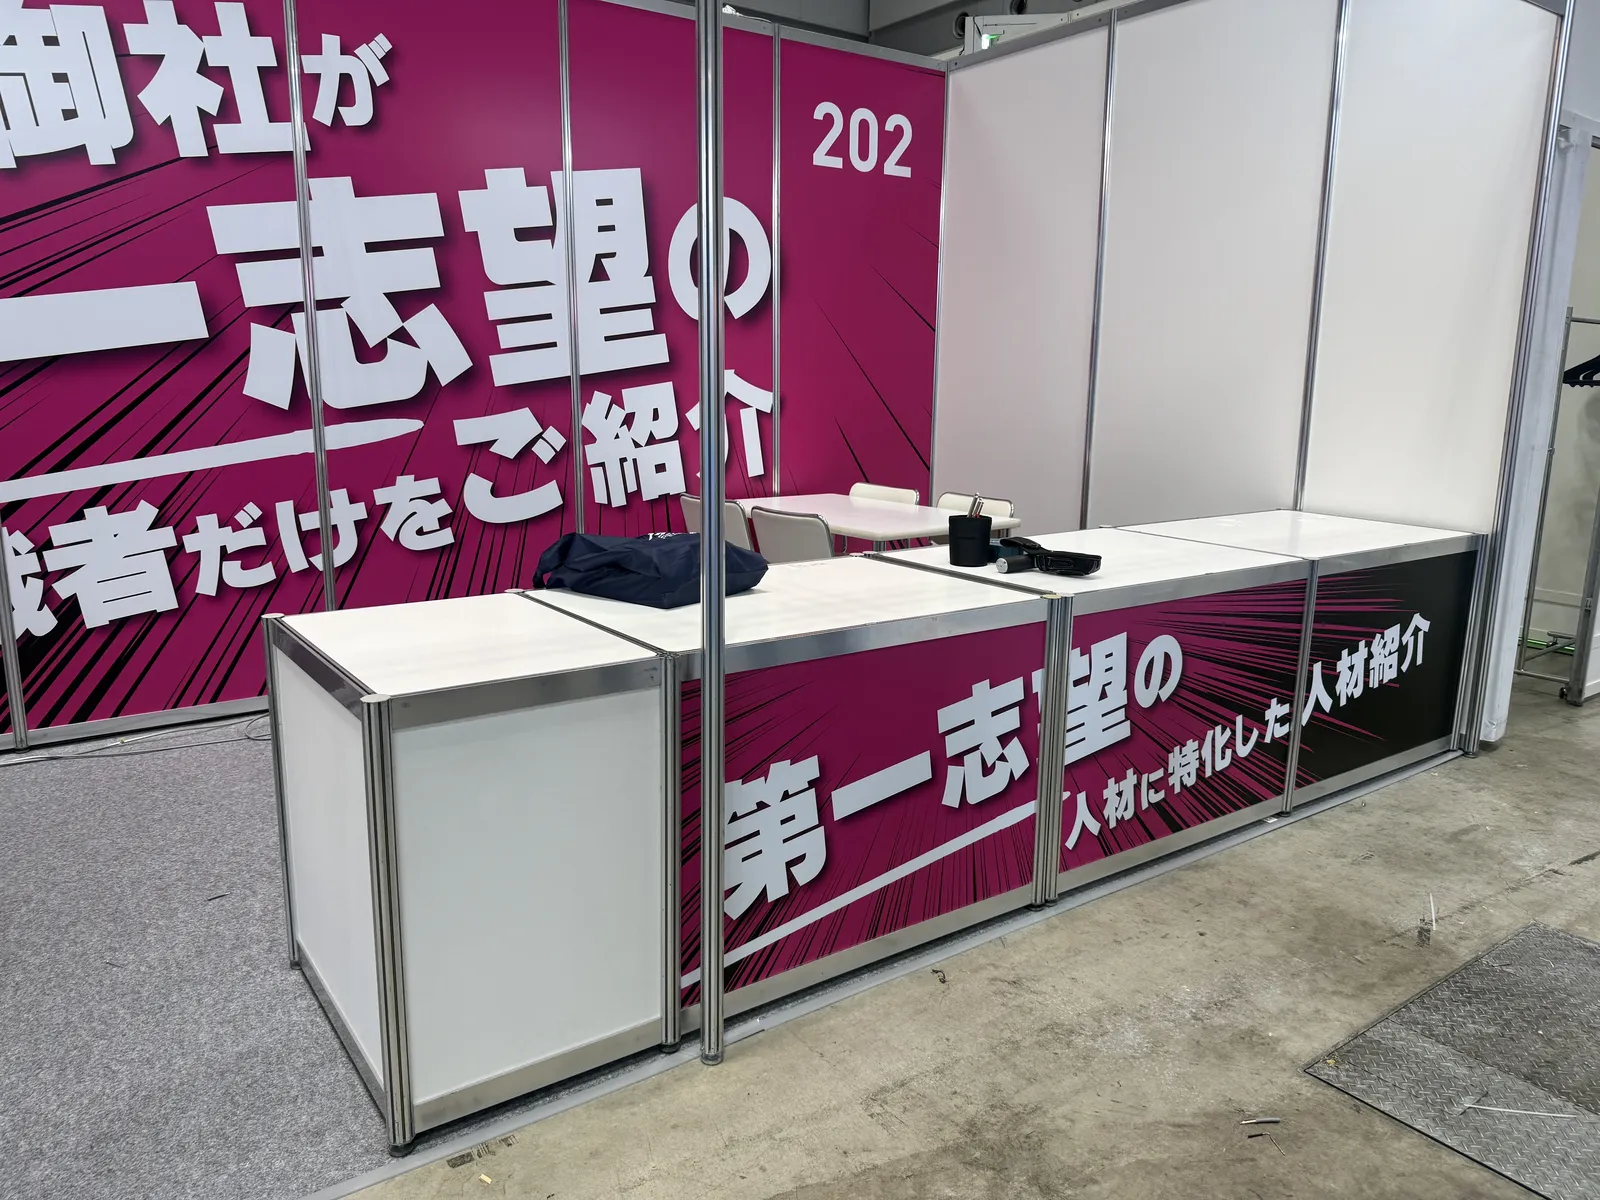 御社が
一志望の
者だけをご紹介
202
第一志望の
人材に特化した人材紹介